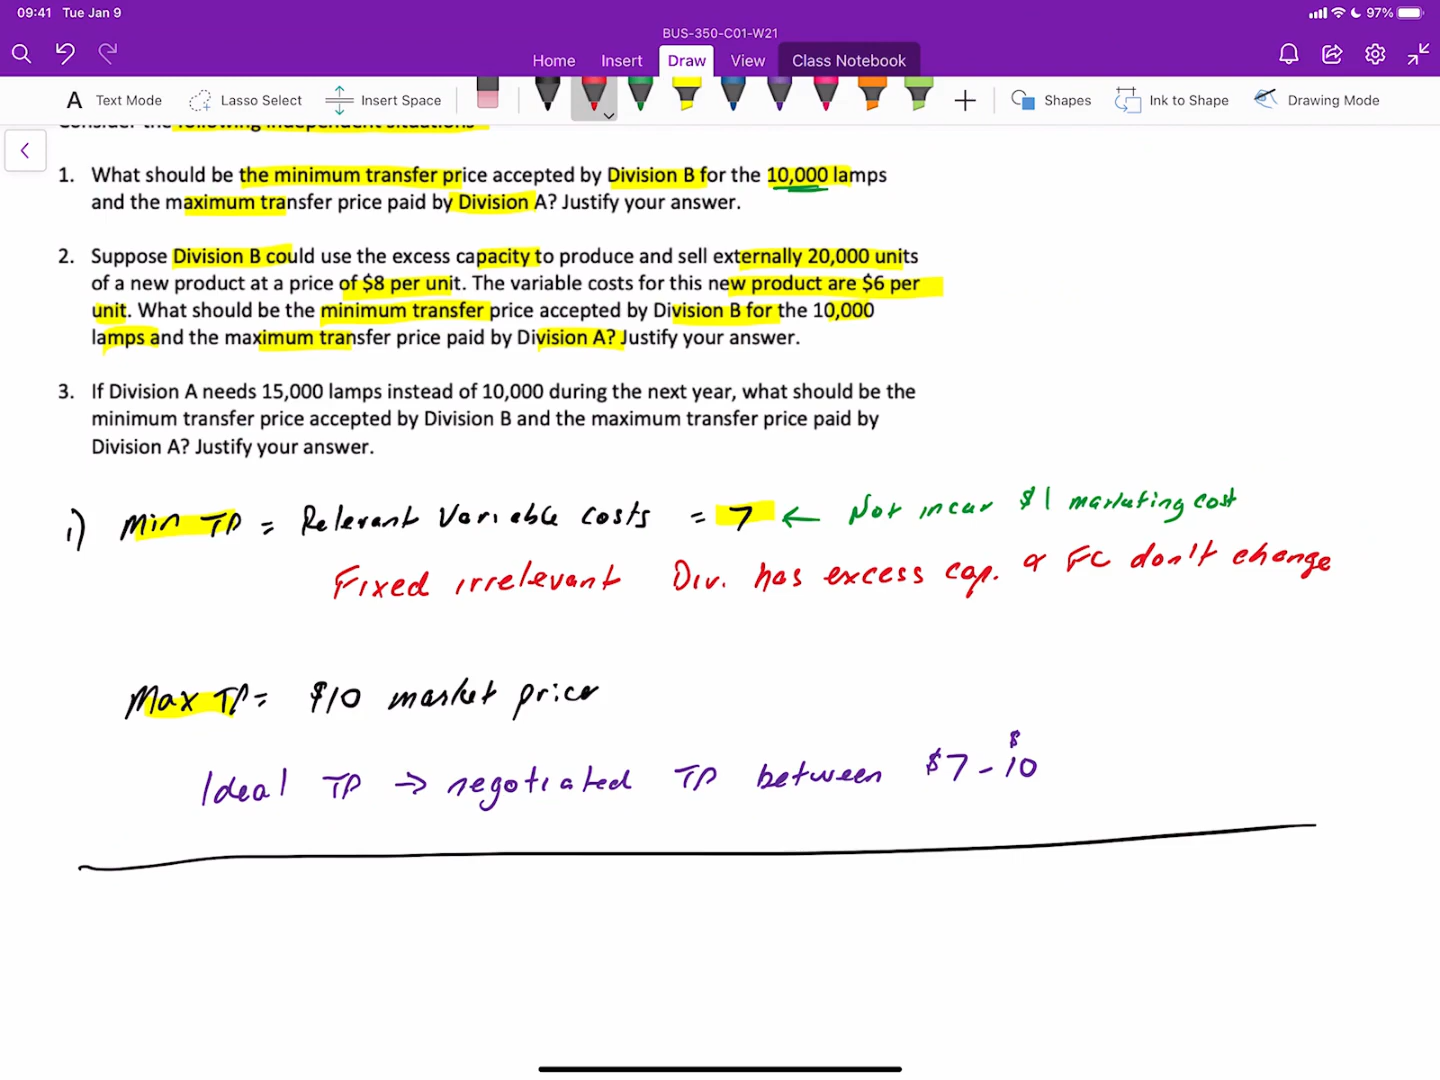 09:41 Tue Jan 9
97%
BUS-350-C01-W21
Home Insert Draw View Class Notebook
A Text Mode Lasso Select Insert Space Shapes Ink to Shape Drawing Mode
Consider the following independent situations
1. What should be the minimum transfer price accepted by Division B for the 10,000 lamps
and the maximum transfer price paid by Division A? Justify your answer.
2. Suppose Division B could use the excess capacity to produce and sell externally 20,000 units
of a new product at a price of $8 per unit. The variable costs for this new product are $6 per
unit. What should be the minimum transfer price accepted by Division B for the 10,000
lamps and the maximum transfer price paid by Division A? Justify your answer.
3. If Division A needs 15,000 lamps instead of 10,000 during the next year, what should be the
minimum transfer price accepted by Division B and the maximum transfer price paid by
Division A? Justify your answer.
1) Min TP = Relevant Variable costs = 7 ← Not incur $1 marketing cost
Fixed irrelevant Div. has excess cap. & FC don't change
Max TP = $10 market price
Ideal TP → negotiated TP between $7 - $10